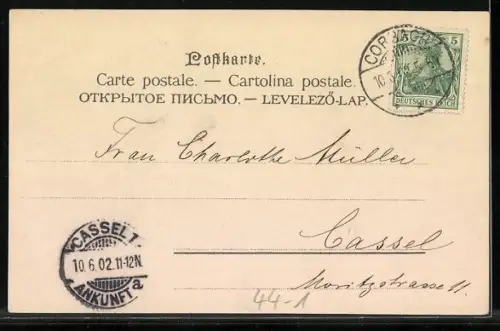 Postkarte.
Carte postale. — Cartolina postale.
ОТКРЫТОЕ ПИСЬМО. — LEVELEZŐ-LAP.
5
DEUTSCHES REICH
Frau Charlotte Müller
Cassel
Moritzstrasse 11
CASSEL 1
10.6.02.11-12N.
ANKUNFT a
44-1